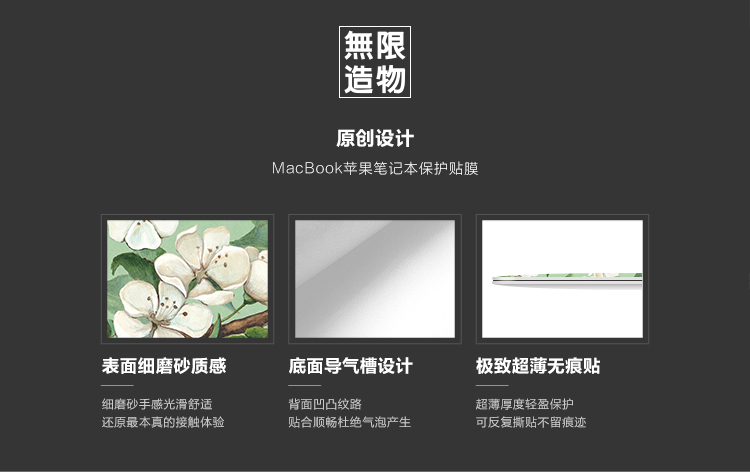 無限
造物
原创设计
MacBook苹果笔记本保护贴膜
表面细磨砂质感
细磨砂手感光滑舒适
还原最本真的接触体验
底面导气槽设计
背面凹凸纹路
贴合顺畅杜绝气泡产生
极致超薄无痕贴
超薄厚度轻盈保护
可反复撕贴不留痕迹